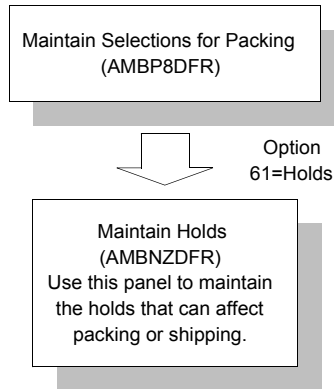 Maintain Selections for Packing
(AMBP8DFR)
Option
61=Holds
Maintain Holds
(AMBNZDFR)
Use this panel to maintain
the holds that can affect
packing or shipping.